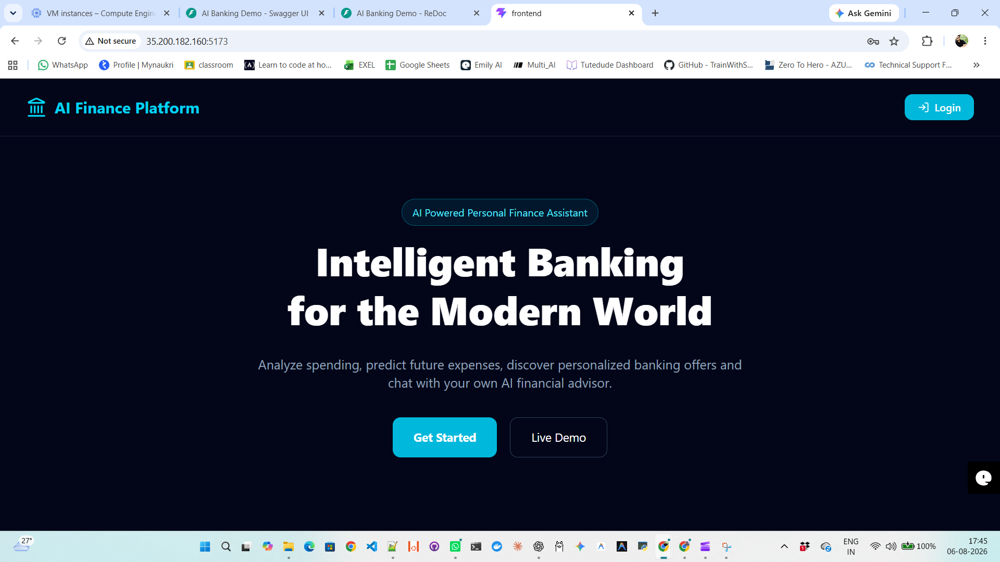 VM instances – Compute Engin
AI Banking Demo - Swagger UI
AI Banking Demo - ReDoc
frontend
Ask Gemini
Not secure
35.200.182.160:5173
WhatsApp
Profile | Mynaukri
classroom
Learn to code at ho...
EXEL
Google Sheets
Emily AI
Multi_AI
Tutedude Dashboard
GitHub - TrainWithS...
Zero To Hero - AZU...
Technical Support F...
AI Finance Platform
Login
AI Powered Personal Finance Assistant
Intelligent Banking
for the Modern World
Analyze spending, predict future expenses, discover personalized banking offers and
chat with your own AI financial advisor.
Get Started
Live Demo
27°
ENG
IN
100%
17:45
06-08-2026